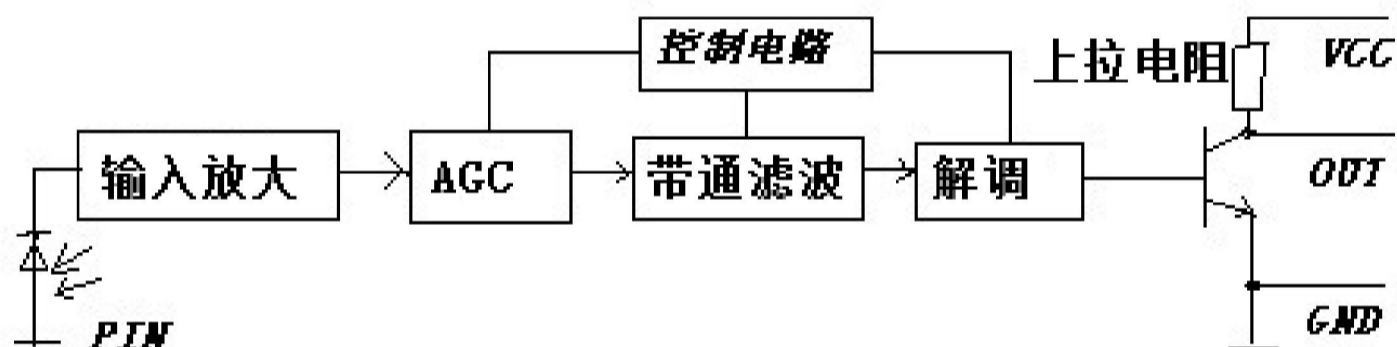 控制电路
上拉电阻
VCC
输入放大
AGC
带通滤波
解调
OUT
PIN
GND